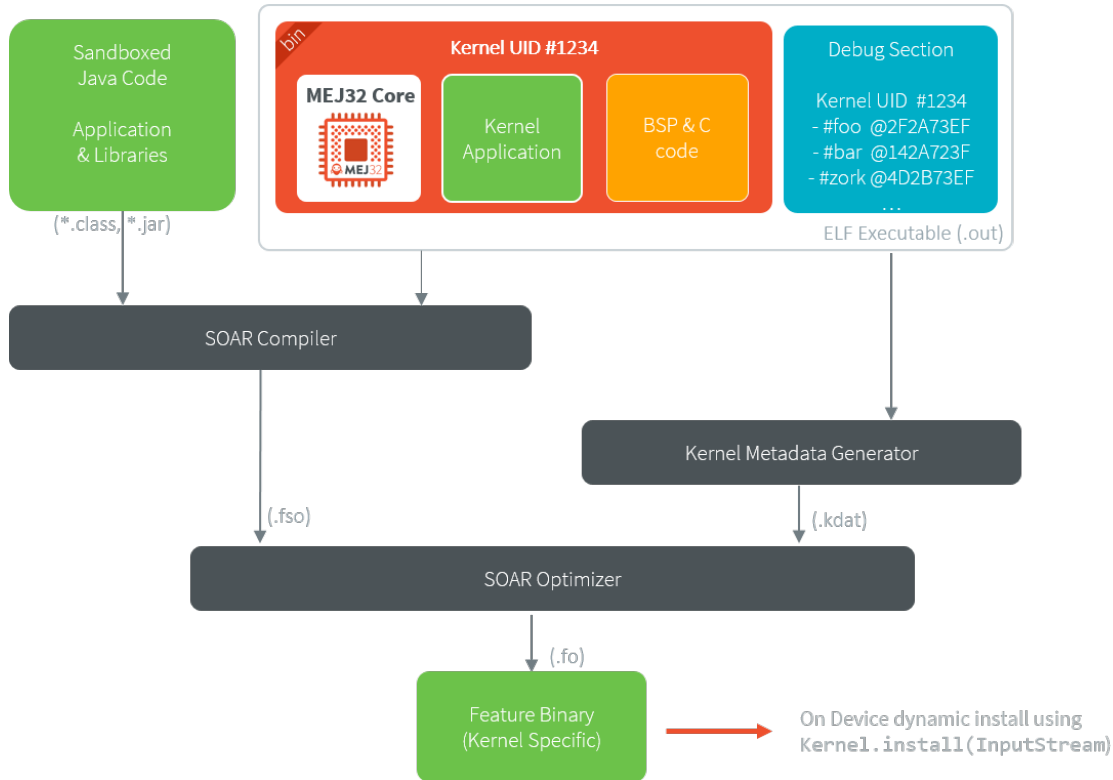 Sandboxed
Java Code
Application
& Libraries
(*.class, *.jar)
bin
Kernel UID #1234
MEJ32 Core
MEJ32
Kernel
Application
BSP & C
code
Debug Section
Kernel UID #1234
- #foo @2F2A73EF
- #bar @142A723F
- #zork @4D2B73EF
...
ELF Executable (.out)
SOAR Compiler
Kernel Metadata Generator
(.fso)
(.kdat)
SOAR Optimizer
(.fo)
Feature Binary
(Kernel Specific)
On Device dynamic install using
Kernel.install(InputStream)